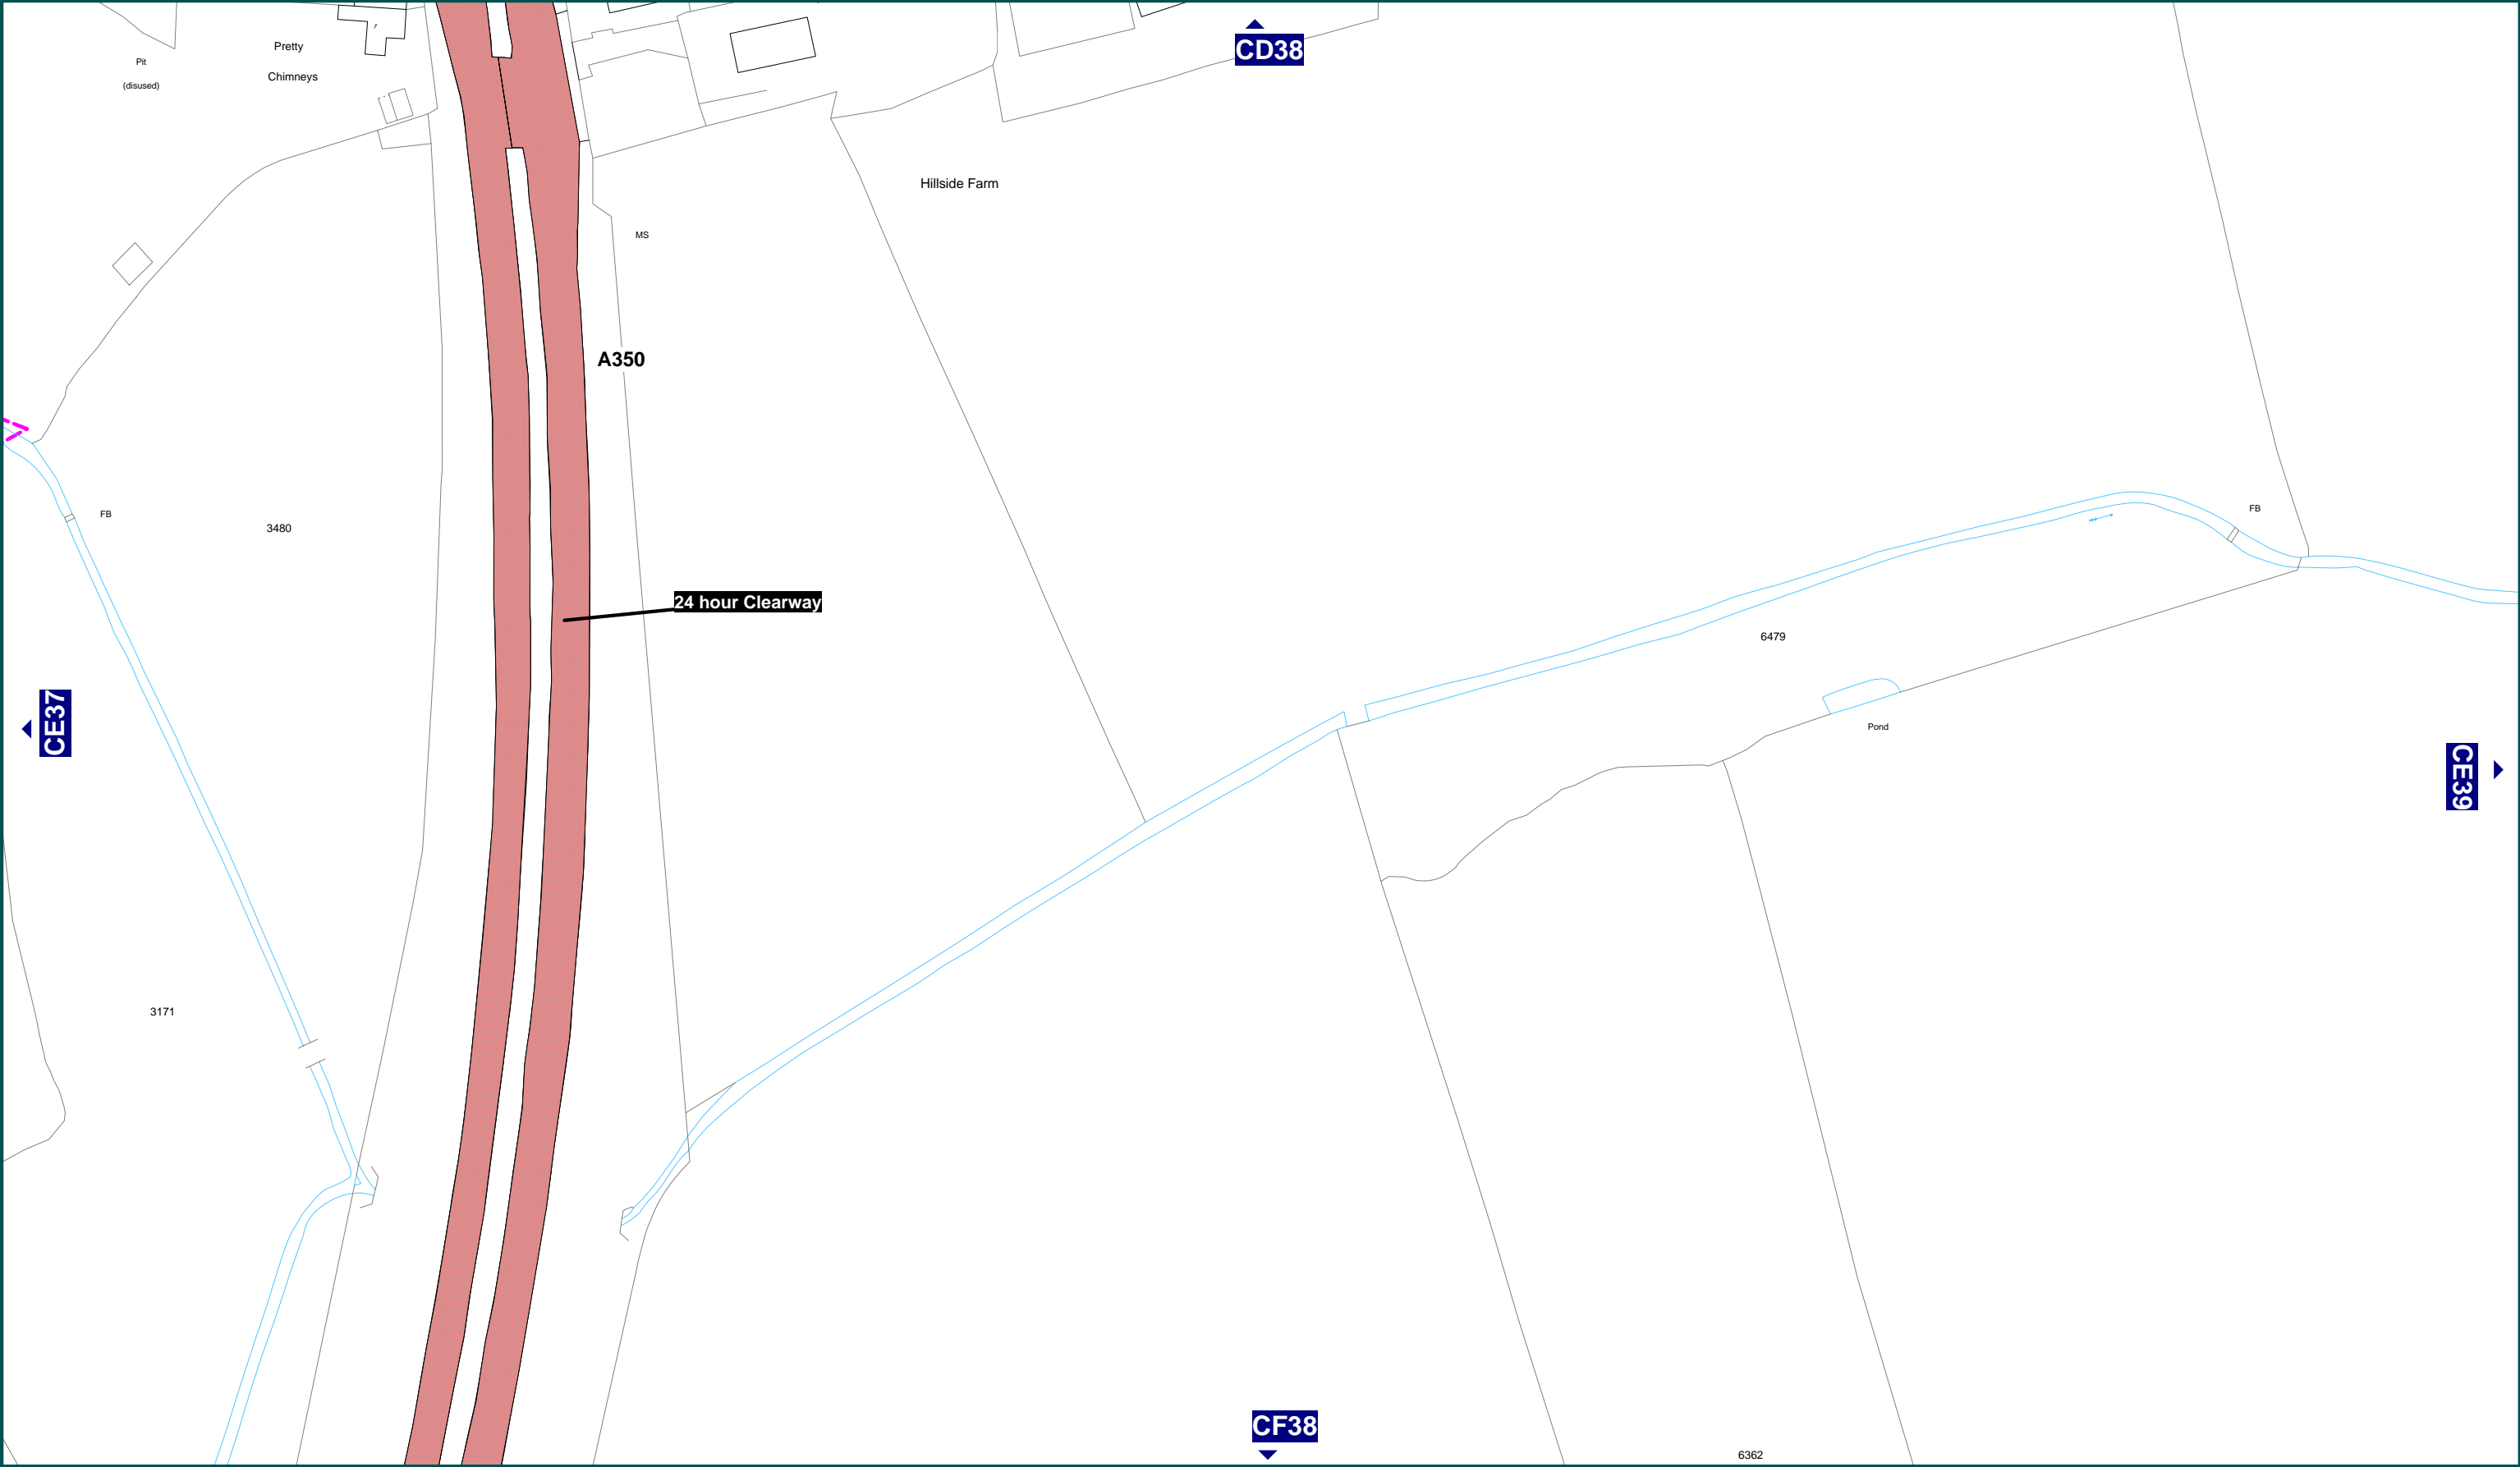 CD38
Pretty
Chimneys
Pit
(disused)
Hillside Farm
MS
A350
FB
3480
FB
24 hour Clearway
6479
CE37
Pond
CE39
3171
CF38
6362